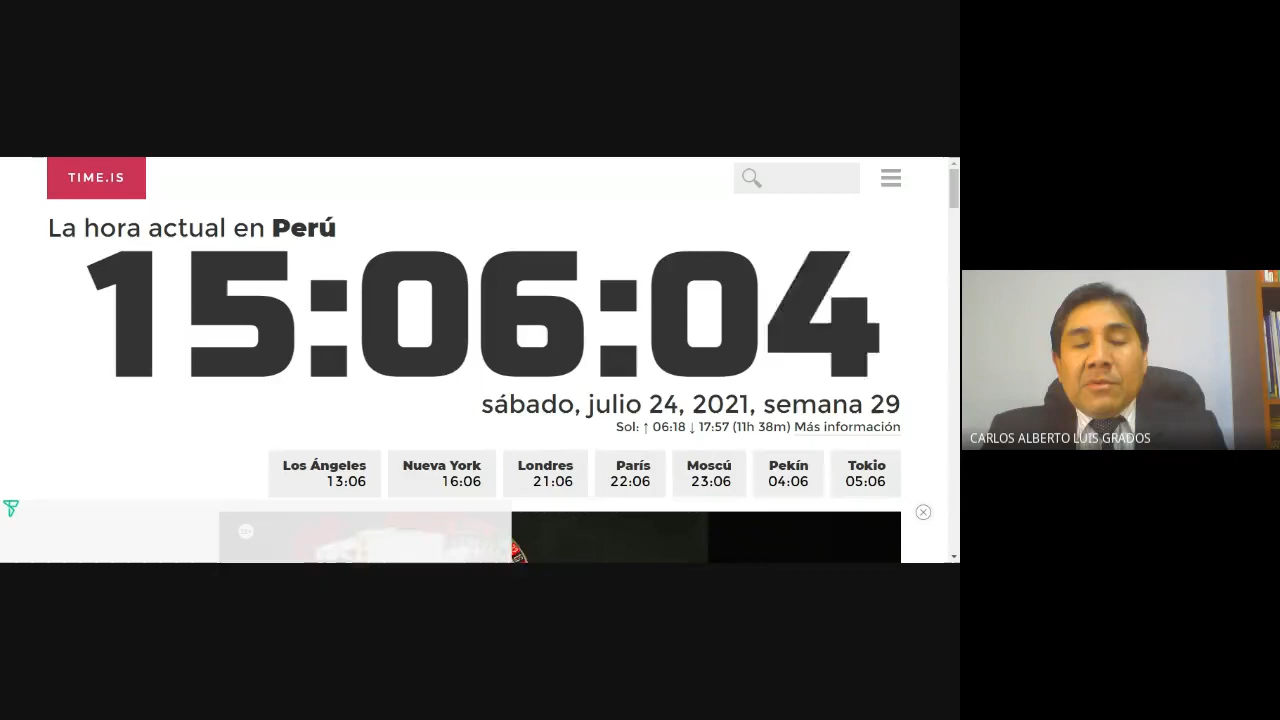 TIME.IS
La hora actual en Perú
15:06:04
sábado, julio 24, 2021, semana 29
Sol: ↑ 06:18 ↓ 17:57 (11h 38m) Más información
Los Ángeles
13:06
Nueva York
16:06
Londres
21:06
París
22:06
Moscú
23:06
Pekín
04:06
Tokio
05:06
CARLOS ALBERTO LUIS GRADOS